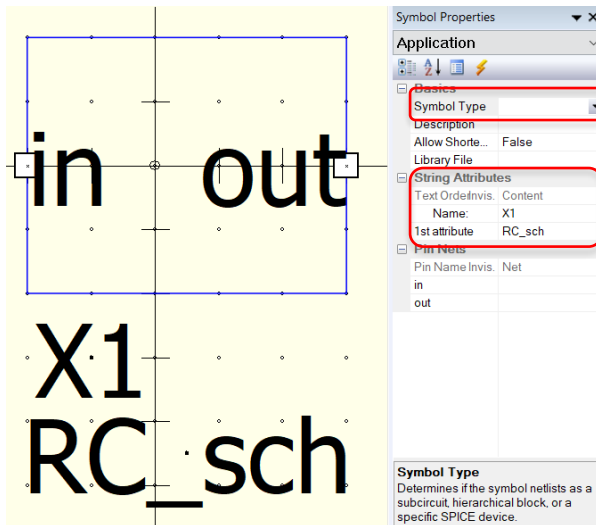 in out
X1
RC_sch
Symbol Properties
Application
Basics
Symbol Type
Description
Allow Shorte... False
Library File
String Attributes
Text Order Invis. Content
Name: X1
1st attribute RC_sch
Pin Nets
Pin Name Invis. Net
in
out
Symbol Type
Determines if the symbol netlists as a
subcircuit, hierarchical block, or a
specific SPICE device.